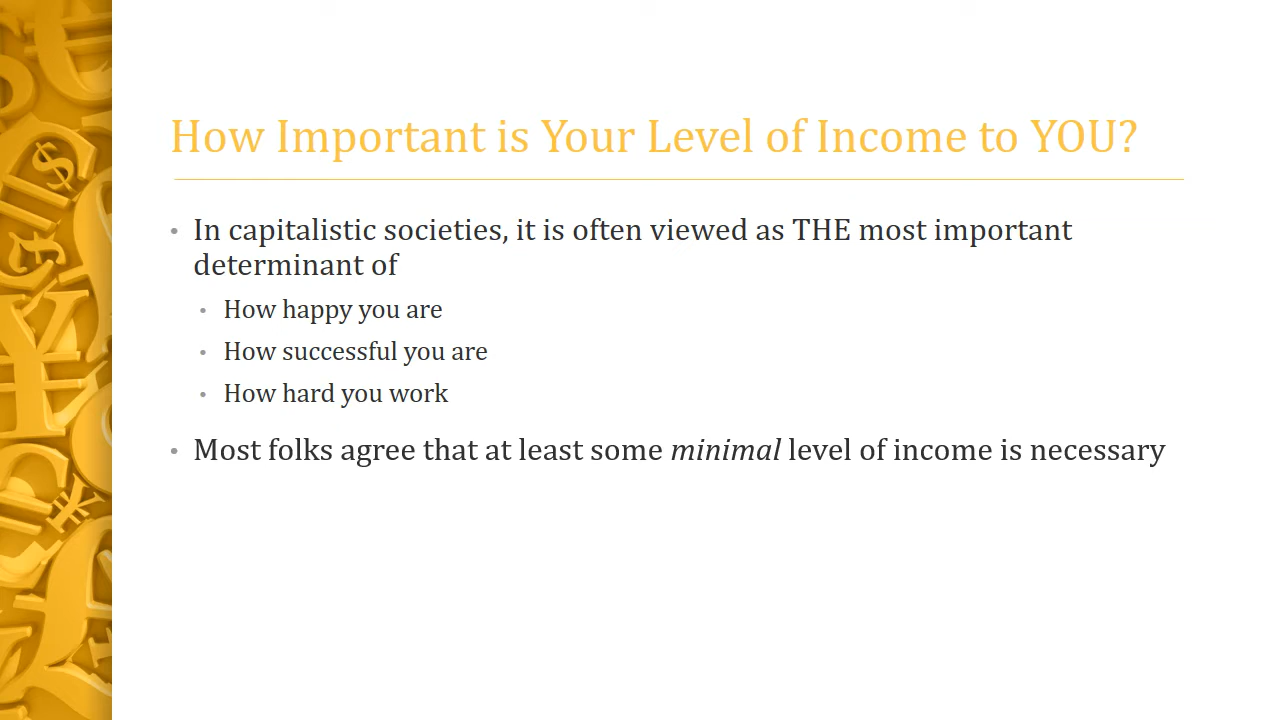 How Important is Your Level of Income to YOU?
• In capitalistic societies, it is often viewed as THE most important
determinant of
• How happy you are
• How successful you are
• How hard you work
• Most folks agree that at least some minimal level of income is necessary